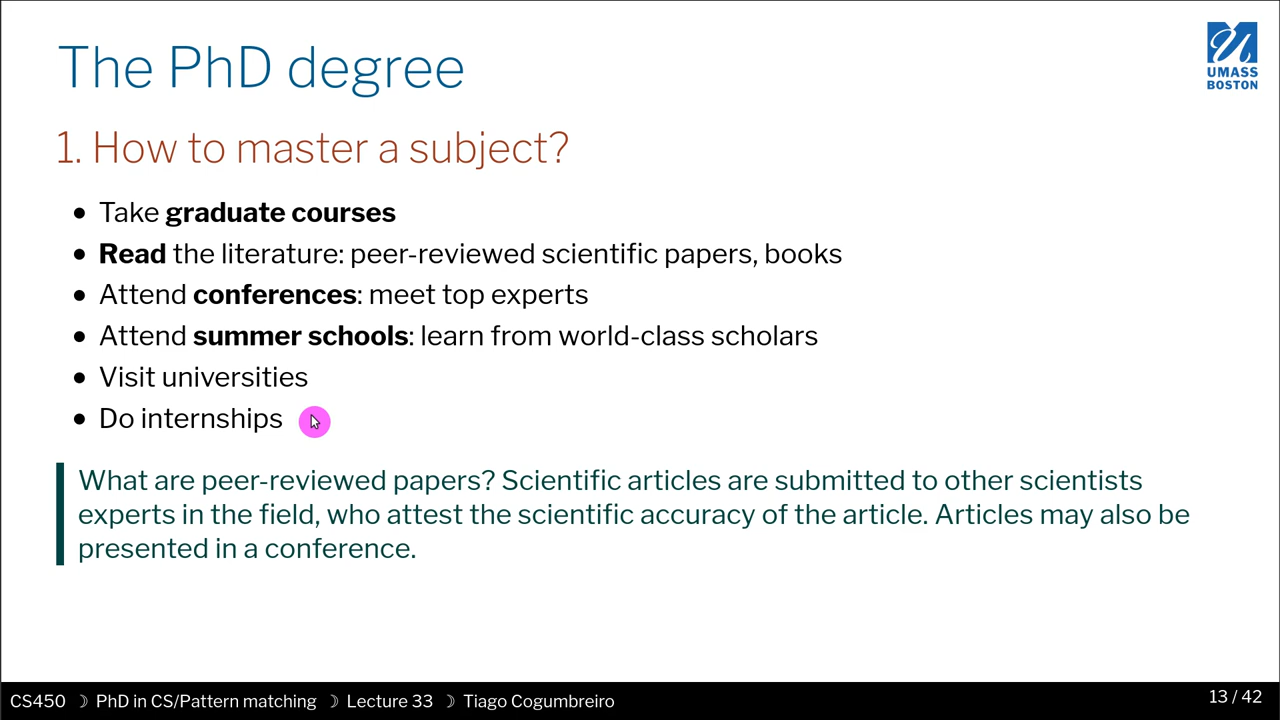 The PhD degree
UMASS
BOSTON
1. How to master a subject?
• Take graduate courses
• Read the literature: peer-reviewed scientific papers, books
• Attend conferences: meet top experts
• Attend summer schools: learn from world-class scholars
• Visit universities
• Do internships
What are peer-reviewed papers? Scientific articles are submitted to other scientists
experts in the field, who attest the scientific accuracy of the article. Articles may also be
presented in a conference.
CS450 ☽ PhD in CS/Pattern matching ☽ Lecture 33 ☽ Tiago Cogumbreiro
13 / 42